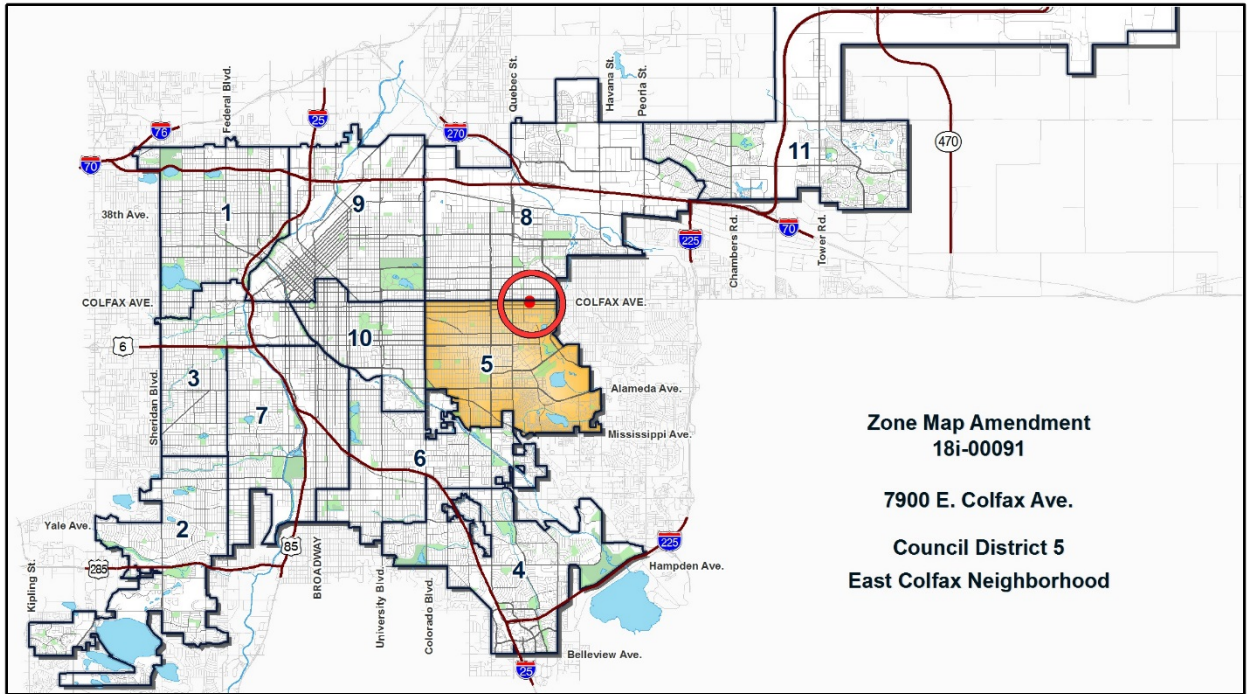 Federal Blvd.
Quebec St.
Havana St.
Peoria St.
76
25
270
70
470
11
38th Ave.
1
9
8
225
Chambers Rd.
70
Tower Rd.
COLFAX AVE.
COLFAX AVE.
6
10
5
3
Sheridan Blvd.
7
Alameda Ave.
Mississippi Ave.
6
Zone Map Amendment
18i-00091
7900 E. Colfax Ave.
Council District 5
East Colfax Neighborhood
Yale Ave.
2
85
BROADWAY
University Blvd.
Colorado Blvd.
225
Hampden Ave.
285
4
Kipling St.
Belleview Ave.
25